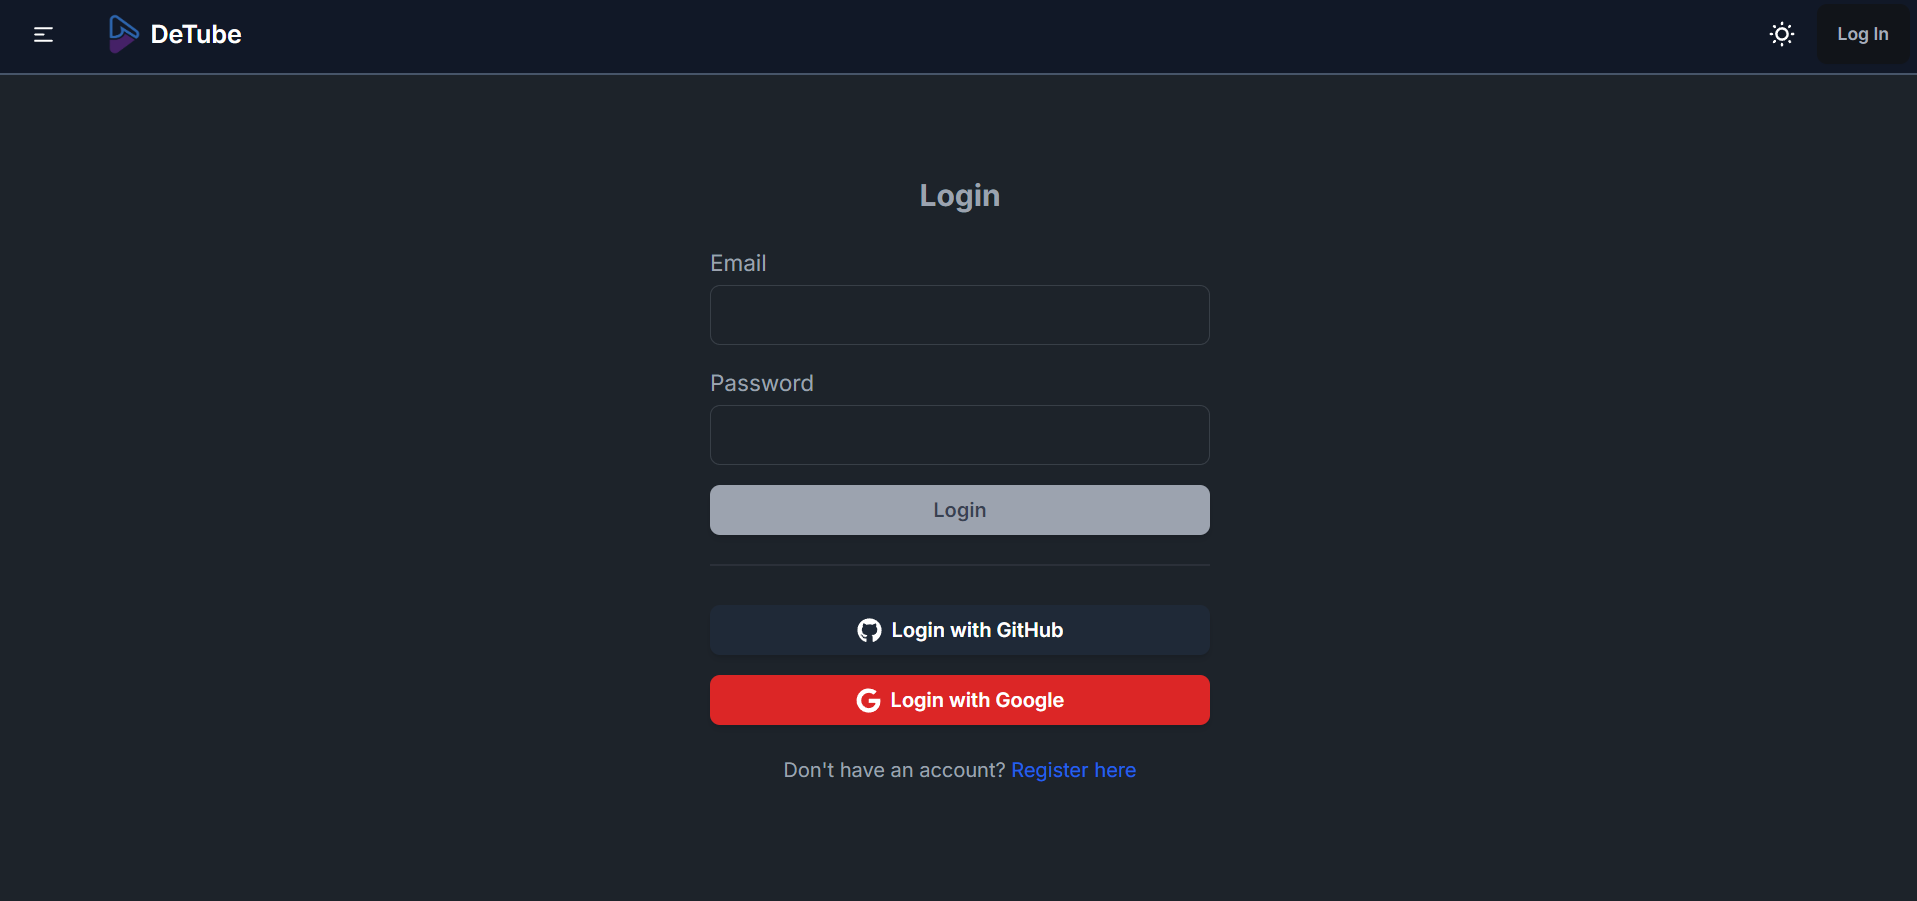 DeTube
Log In
Login
Email
Password
Login
Login with GitHub
Login with Google
Don't have an account? Register here